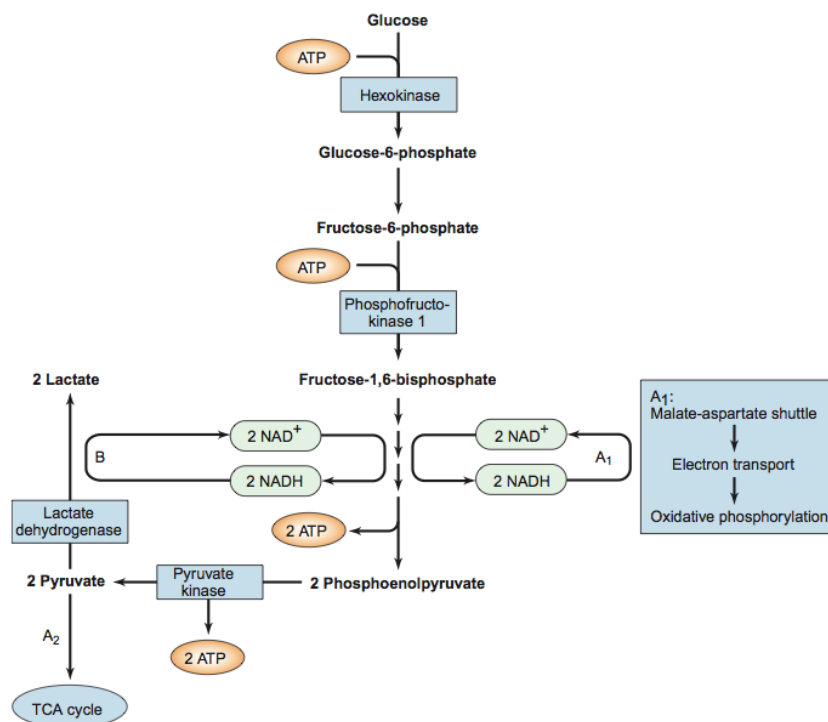 Glucose
ATP
Hexokinase
Glucose-6-phosphate
Fructose-6-phosphate
ATP
Phosphofructo-
kinase 1
2 Lactate
Fructose-1,6-bisphosphate
A1:
Malate-aspartate shuttle
2 NAD+
2 NAD+
B
A1
Electron transport
2 NADH
2 NADH
Lactate
dehydrogenase
Oxidative phosphorylation
2 ATP
2 Pyruvate
Pyruvate
kinase
2 Phosphoenolpyruvate
A2
2 ATP
TCA cycle